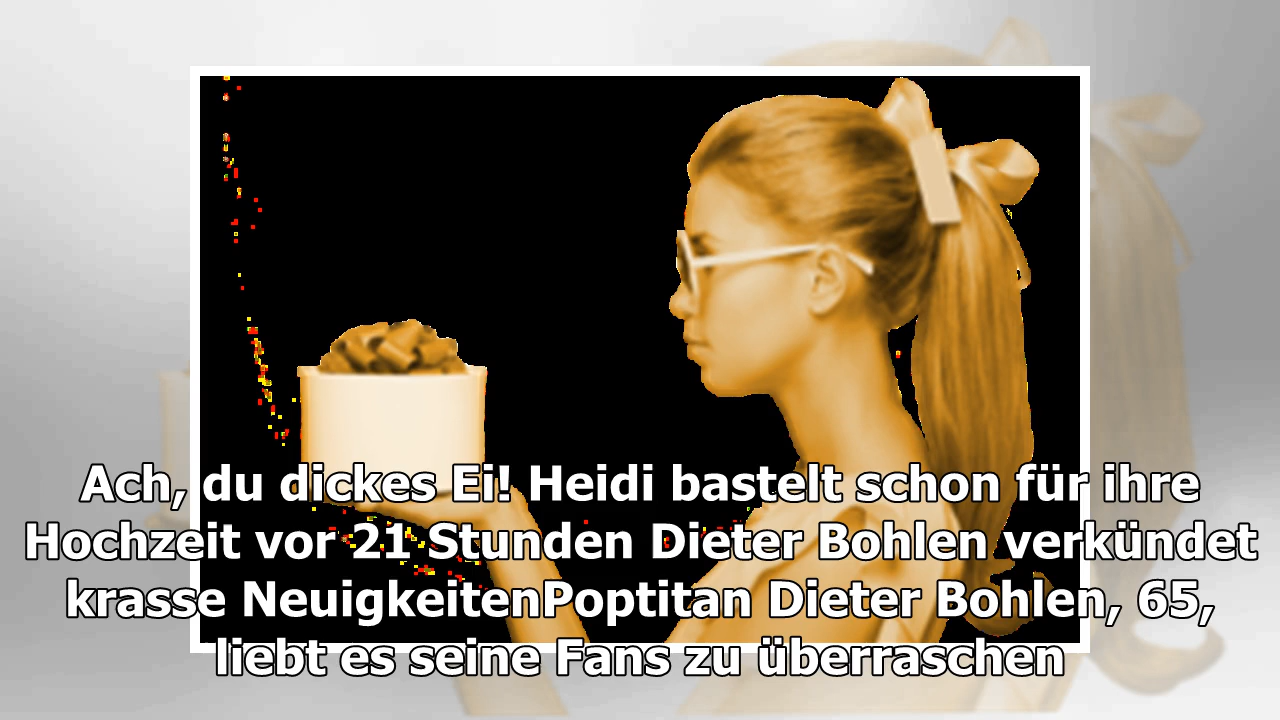 Ach, du dickes Ei! Heidi bastelt schon für ihre
Hochzeit vor 21 Stunden Dieter Bohlen verkündet
krasse NeuigkeitenPoptitan Dieter Bohlen, 65,
liebt es seine Fans zu überraschen